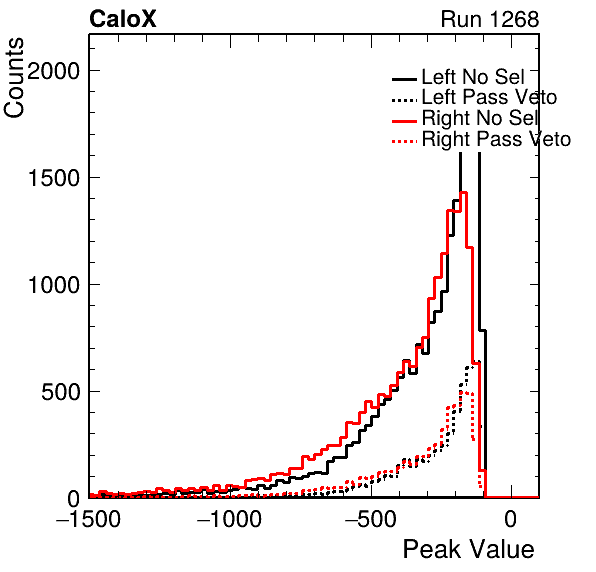 CaloX Run 1268
Counts
2000
1500
1000
500
0
Left No Sel
Left Pass Veto
Right No Sel
Right Pass Veto
−1500 −1000 −500 0
Peak Value